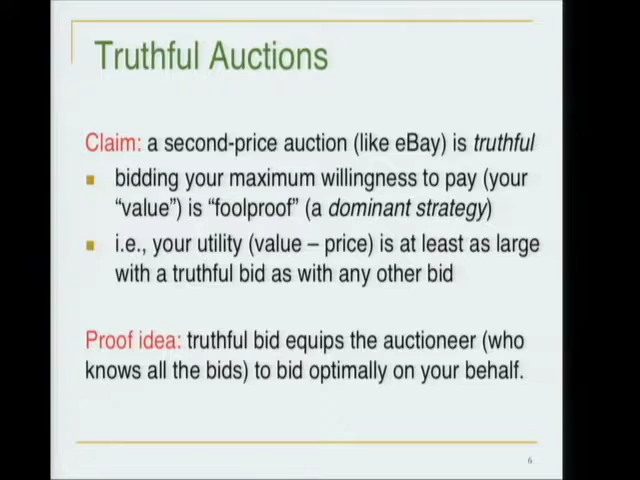 Truthful Auctions
Claim: a second-price auction (like eBay) is truthful
bidding your maximum willingness to pay (your
“value”) is “foolproof” (a dominant strategy)
i.e., your utility (value – price) is at least as large
with a truthful bid as with any other bid
Proof idea: truthful bid equips the auctioneer (who
knows all the bids) to bid optimally on your behalf.
6